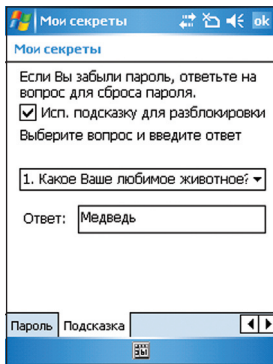 Мои секреты
ok
Мои секреты
Если Вы забыли пароль, ответьте на
вопрос для сброса пароля.
Исп. подсказку для разблокировки
Выберите вопрос и введите ответ
1. Какое Ваше любимое животное?
Ответ: Медведь
Пароль Подсказка